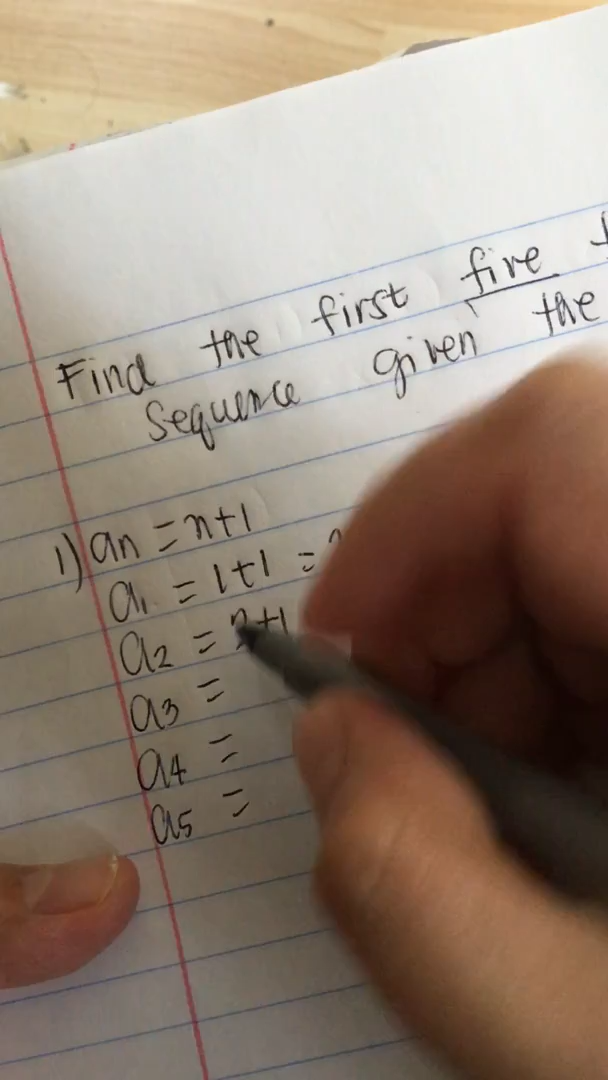 Find the first five
Sequence given the
1) an = n+1
a1 = 1+1 =
a2 = 2+1
a3 =
a4 =
a5 =